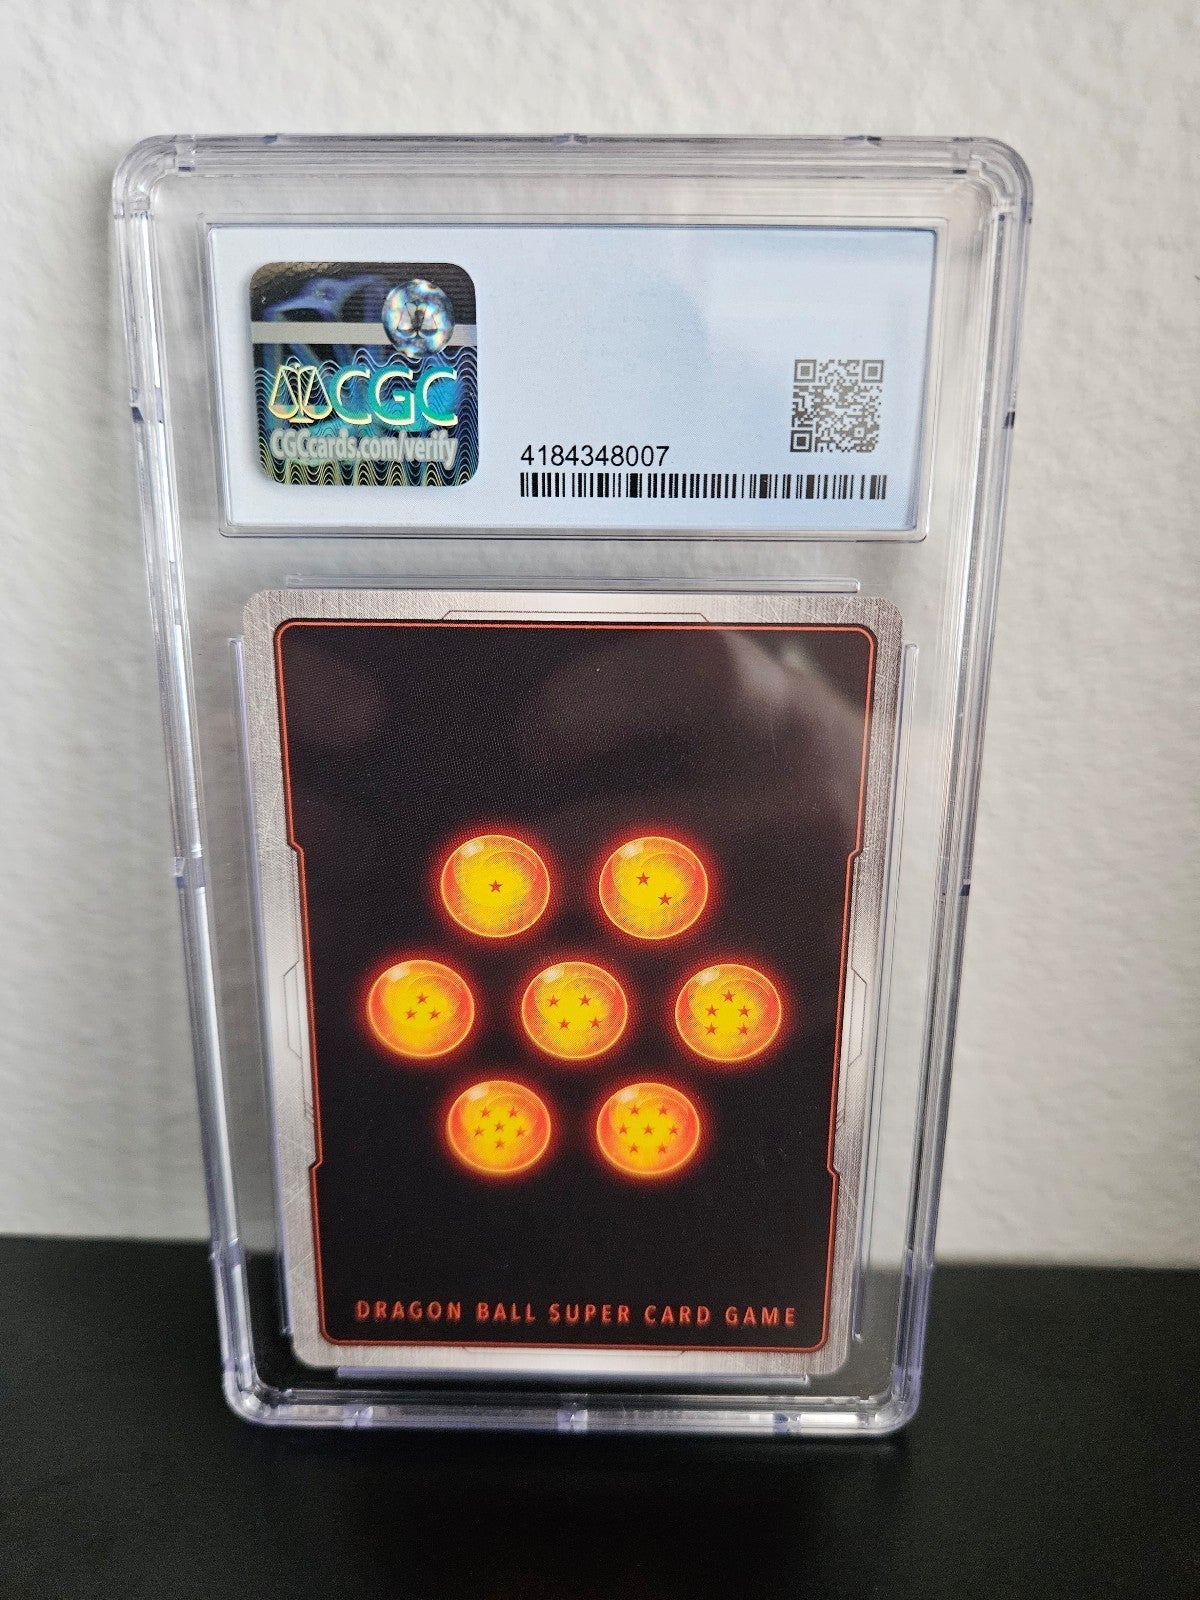 CGC
CGCcards.com/verify
4184348007
DRAGON BALL SUPER CARD GAME